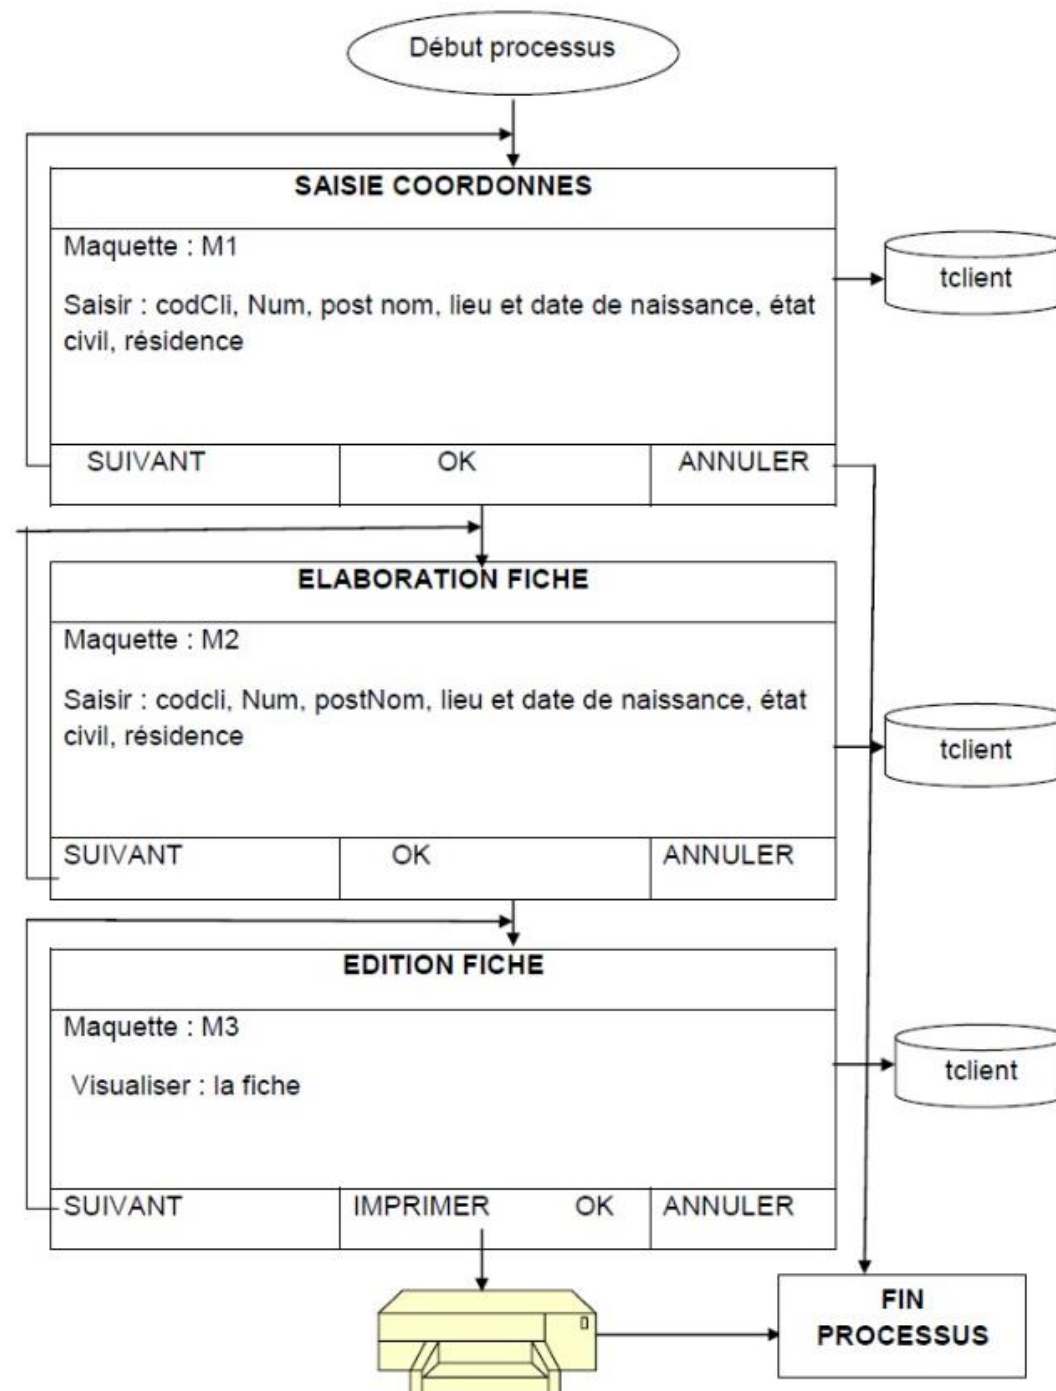 Début processus
SAISIE COORDONNES
Maquette : M1
tclient
Saisir : codCli, Num, post nom, lieu et date de naissance, état
civil, résidence
SUIVANT OK ANNULER
ELABORATION FICHE
Maquette : M2
Saisir : codcli, Num, postNom, lieu et date de naissance, état
civil, résidence
tclient
SUIVANT OK ANNULER
EDITION FICHE
Maquette : M3
Visualiser : la fiche
tclient
SUIVANT IMPRIMER OK ANNULER
FIN
PROCESSUS